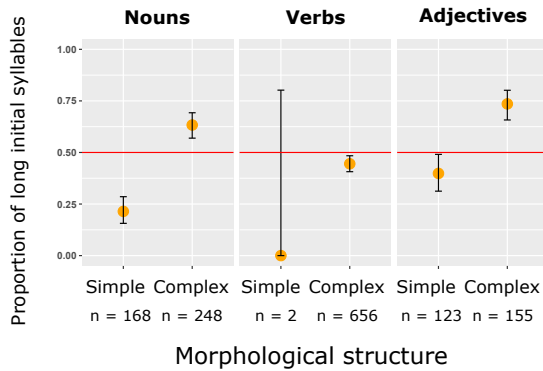 Nouns Verbs Adjectives
Proportion of long initial syllables
1.00
0.75
0.50
0.25
0.00
Simple Complex Simple Complex Simple Complex
n = 168 n = 248 n = 2 n = 656 n = 123 n = 155
Morphological structure